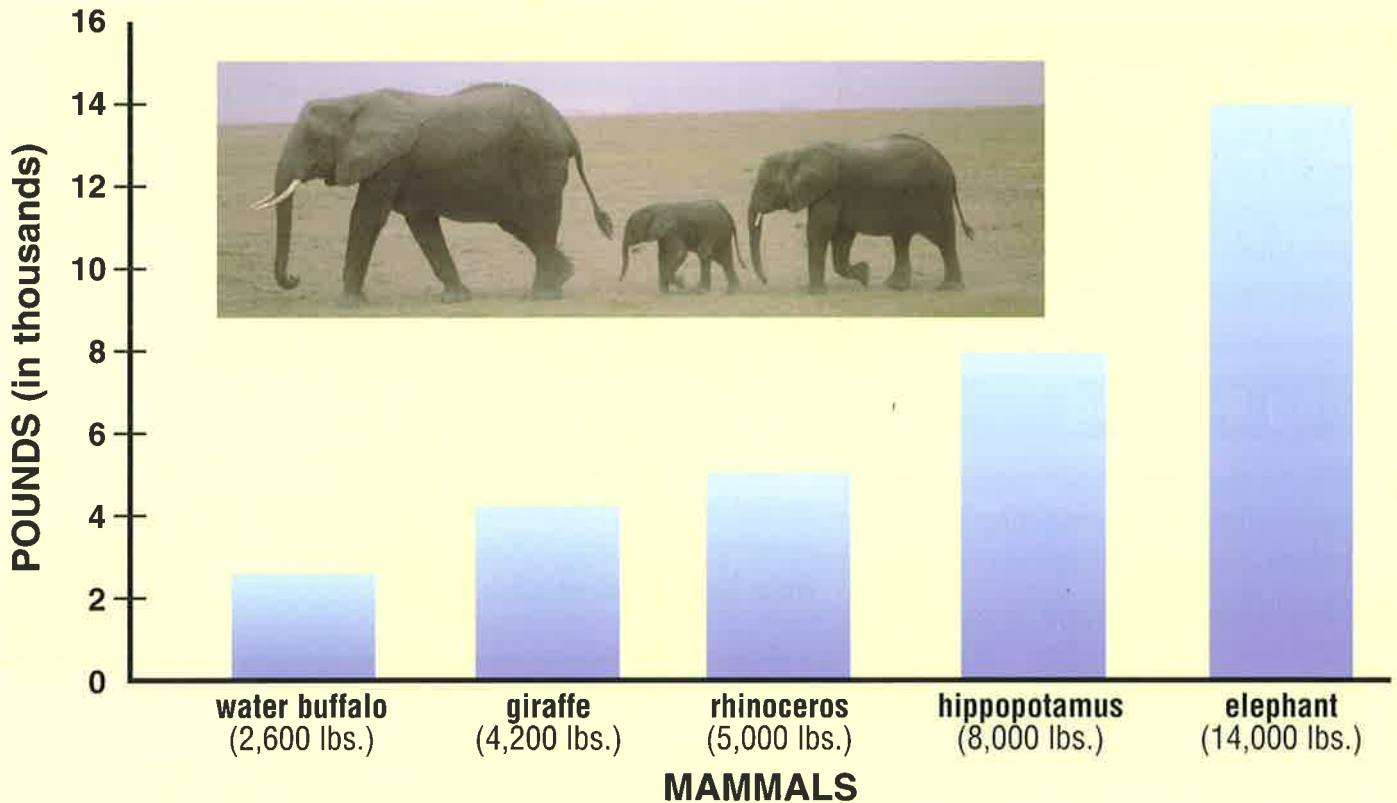 16
14
12
10
8
6
4
2
0
POUNDS (in thousands)
water buffalo
(2,600 lbs.)
giraffe
(4,200 lbs.)
rhinoceros
(5,000 lbs.)
hippopotamus
(8,000 lbs.)
elephant
(14,000 lbs.)
MAMMALS